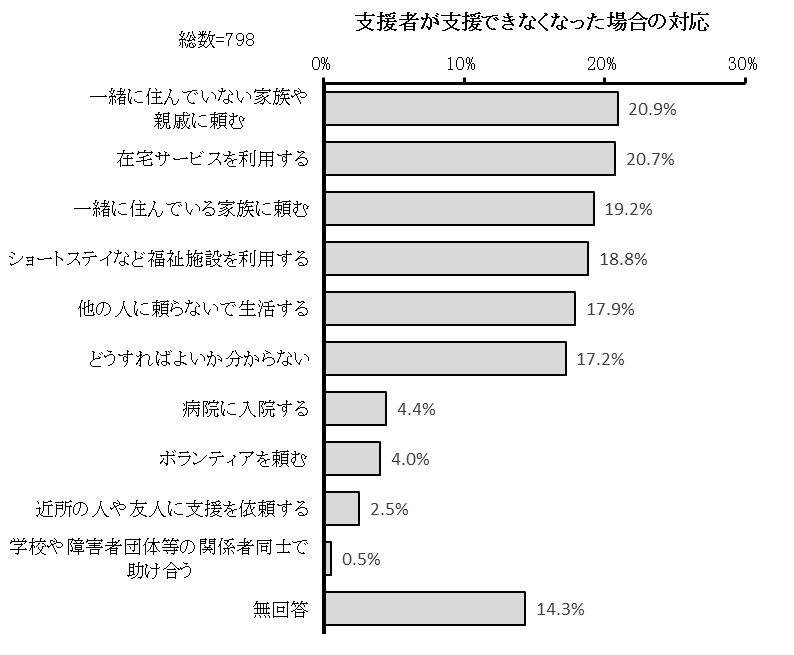 支援者が支援できなくなった場合の対応
総数=798
0%
10%
20%
30%
一緒に住んでいない家族や
親戚に頼む
20.9%
在宅サービスを利用する
20.7%
一緒に住んでいる家族に頼む
19.2%
ショートステイなど福祉施設を利用する
18.8%
他の人に頼らないで生活する
17.9%
どうすればよいか分からない
17.2%
病院に入院する
4.4%
ボランティアを頼む
4.0%
近所の人や友人に支援を依頼する
2.5%
学校や障害者団体等の関係者同士で
助け合う
0.5%
無回答
14.3%